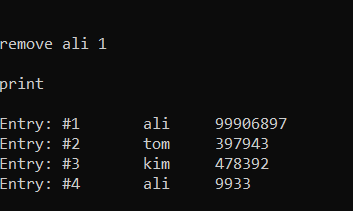 remove ali 1
print
Entry: #1 ali 99906897
Entry: #2 tom 397943
Entry: #3 kim 478392
Entry: #4 ali 9933